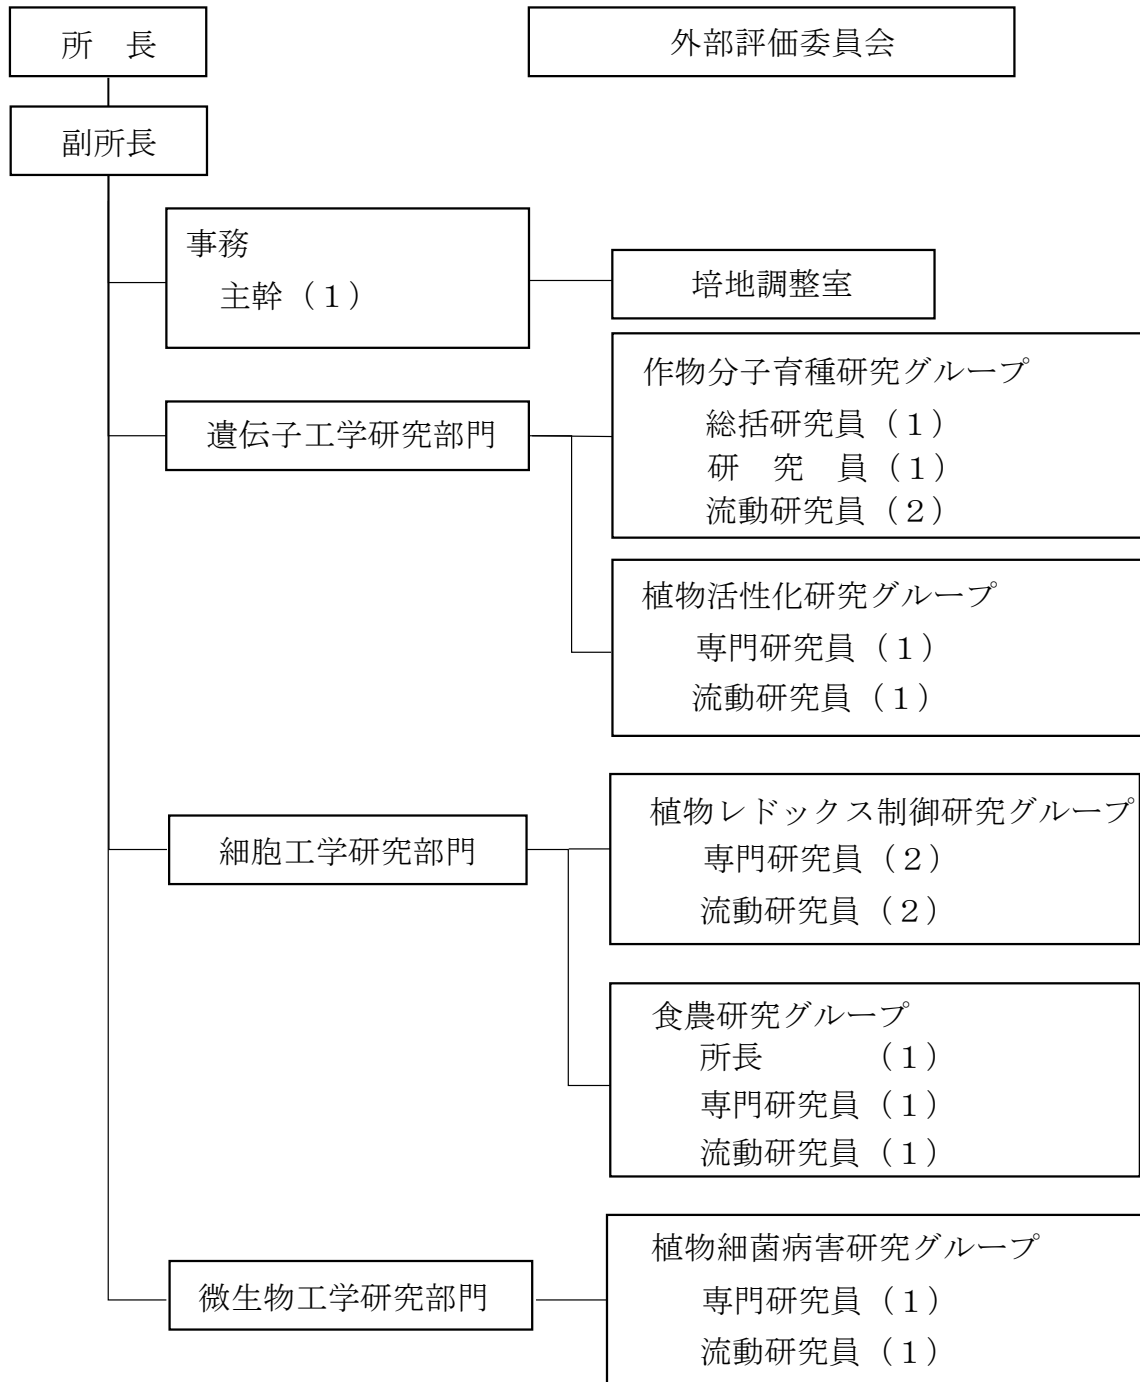 所　長
外部評価委員会
副所長
事務
主幹（１）
培地調整室
遺伝子工学研究部門
作物分子育種研究グループ
総括研究員（１）
研　究　員（１）
流動研究員（２）
植物活性化研究グループ
専門研究員（１）
流動研究員（１）
細胞工学研究部門
植物レドックス制御研究グループ
専門研究員（２）
流動研究員（２）
食農研究グループ
所長　　　　（１）
専門研究員（１）
流動研究員（１）
微生物工学研究部門
植物細菌病害研究グループ
専門研究員（１）
流動研究員（１）